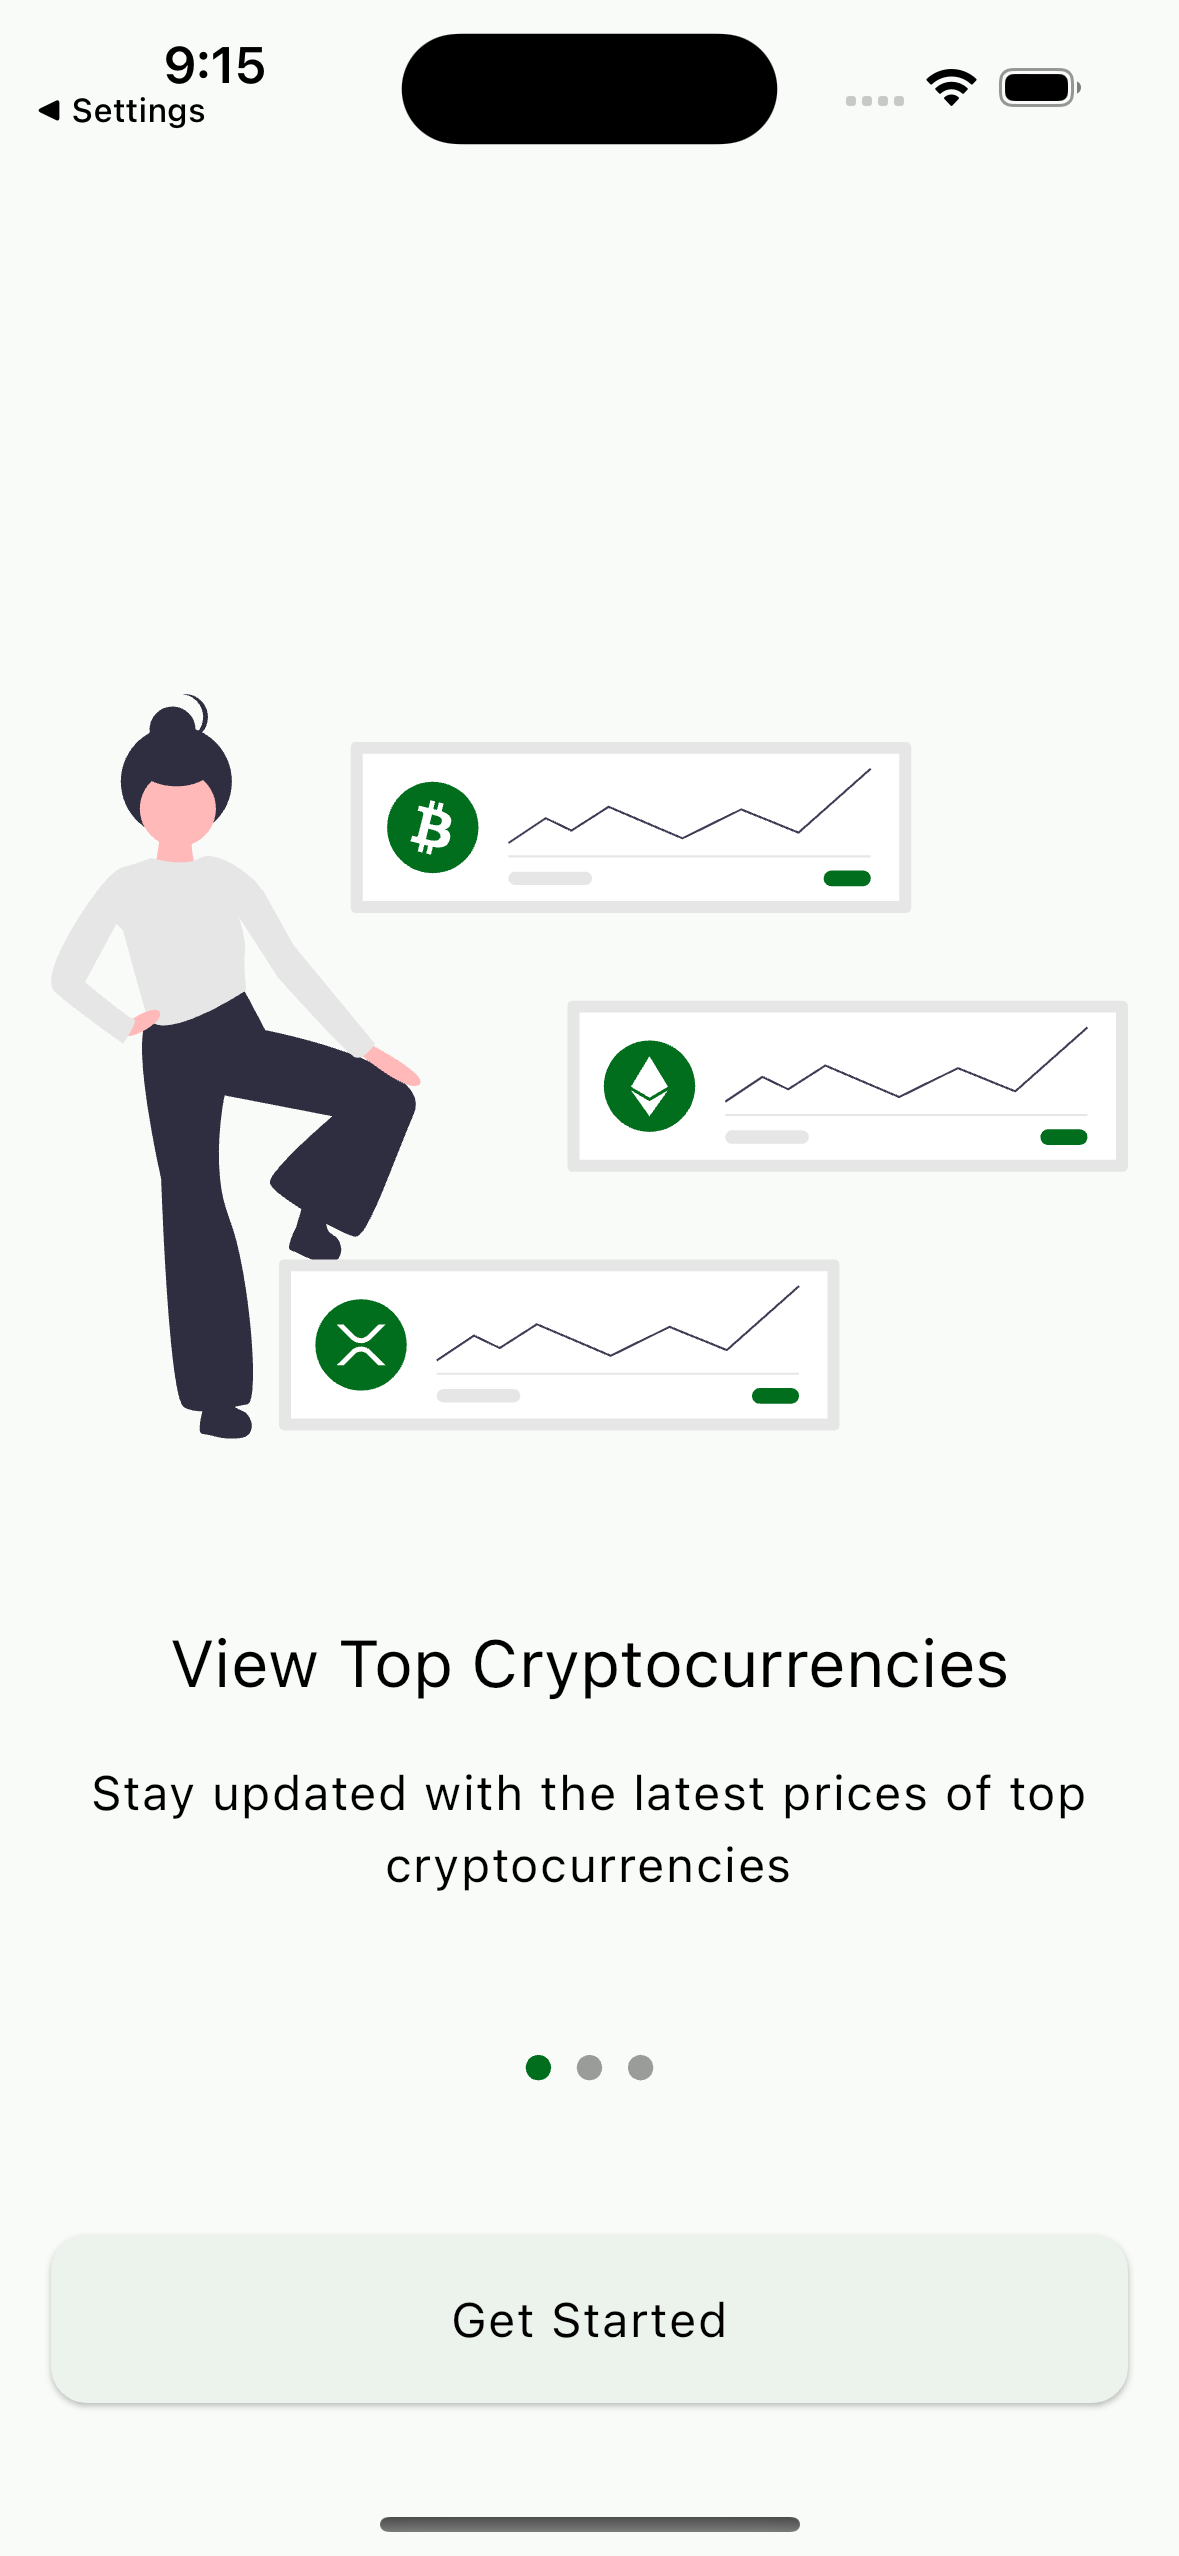 9:15
Settings
View Top Cryptocurrencies
Stay updated with the latest prices of top
cryptocurrencies
Get Started